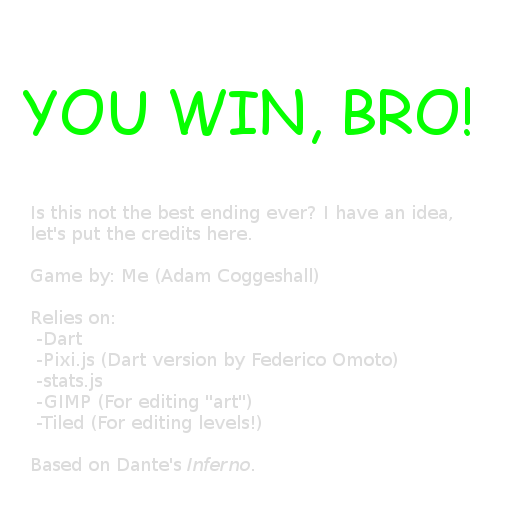 YOU WIN, BRO!
Is this not the best ending ever? I have an idea,
let's put the credits here.
Game by: Me (Adam Coggeshall)
Relies on:
-Dart
-Pixi.js (Dart version by Federico Omoto)
-stats.js
-GIMP (For editing "art")
-Tiled (For editing levels!)
Based on Dante's Inferno.